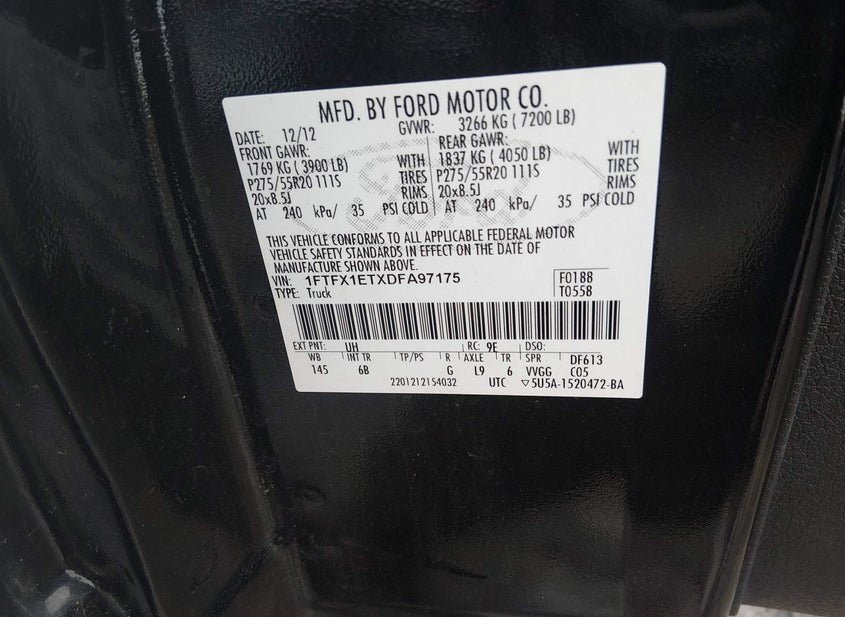 MFD. BY FORD MOTOR CO.
DATE: 12/12 GVWR: 3266 KG ( 7200 LB)
FRONT GAWR: REAR GAWR:
1769 KG ( 3900 LB) WITH 1837 KG ( 4050 LB) WITH
P275/55R20 111S TIRES P275/55R20 111S TIRES
20x8.5J RIMS 20x8.5J RIMS
AT 240 kPa/ 35 PSI COLD AT 240 kPa/ 35 PSI COLD
THIS VEHICLE CONFORMS TO ALL APPLICABLE FEDERAL MOTOR
VEHICLE SAFETY STANDARDS IN EFFECT ON THE DATE OF
MANUFACTURE SHOWN ABOVE.
VIN: 1FTFX1ETXDFA97175 F0188
TYPE: Truck T0558
EXT PNT: UH RC: 9F DSO:
WB INT TR TP/PS R AXLE TR SPR DF613
145 6B G L9 6 VVGG C05
2201212154032 UTC ▽5U5A-1520472-BA